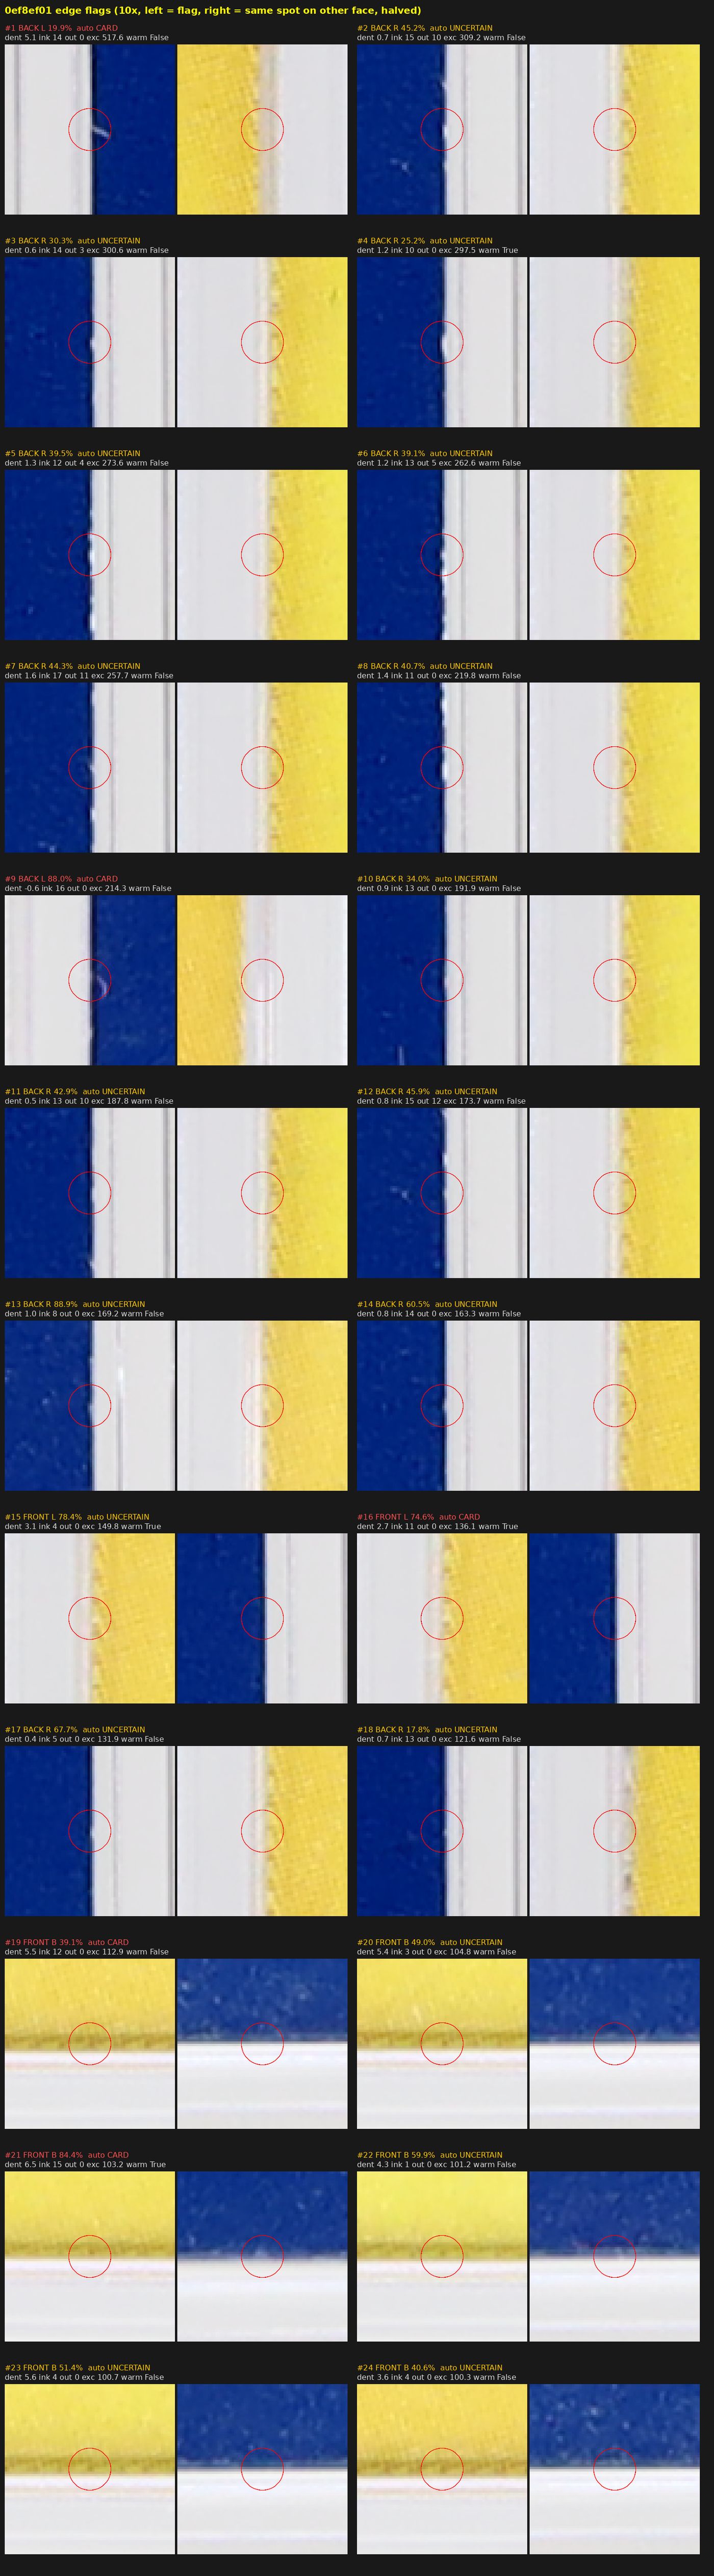 0ef8ef01 edge flags (10x, left = flag, right = same spot on other face, halved)
#1 BACK L 19.9% auto CARD
dent 5.1 ink 14 out 0 exc 517.6 warm False
#2 BACK R 45.2% auto UNCERTAIN
dent 0.7 ink 15 out 10 exc 309.2 warm False
#3 BACK R 30.3% auto UNCERTAIN
dent 0.6 ink 14 out 3 exc 300.6 warm False
#4 BACK R 25.2% auto UNCERTAIN
dent 1.2 ink 10 out 0 exc 297.5 warm True
#5 BACK R 39.5% auto UNCERTAIN
dent 1.3 ink 12 out 4 exc 273.6 warm False
#6 BACK R 39.1% auto UNCERTAIN
dent 1.2 ink 13 out 5 exc 262.6 warm False
#7 BACK R 44.3% auto UNCERTAIN
dent 1.6 ink 17 out 11 exc 257.7 warm False
#8 BACK R 40.7% auto UNCERTAIN
dent 1.4 ink 11 out 0 exc 219.8 warm False
#9 BACK L 88.0% auto CARD
dent -0.6 ink 16 out 0 exc 214.3 warm False
#10 BACK R 34.0% auto UNCERTAIN
dent 0.9 ink 13 out 0 exc 191.9 warm False
#11 BACK R 42.9% auto UNCERTAIN
dent 0.5 ink 13 out 10 exc 187.8 warm False
#12 BACK R 45.9% auto UNCERTAIN
dent 0.8 ink 15 out 12 exc 173.7 warm False
#13 BACK R 88.9% auto UNCERTAIN
dent 1.0 ink 8 out 0 exc 169.2 warm False
#14 BACK R 60.5% auto UNCERTAIN
dent 0.8 ink 14 out 0 exc 163.3 warm False
#15 FRONT L 78.4% auto UNCERTAIN
dent 3.1 ink 4 out 0 exc 149.8 warm True
#16 FRONT L 74.6% auto CARD
dent 2.7 ink 11 out 0 exc 136.1 warm True
#17 BACK R 67.7% auto UNCERTAIN
dent 0.4 ink 5 out 0 exc 131.9 warm False
#18 BACK R 17.8% auto UNCERTAIN
dent 0.7 ink 13 out 0 exc 121.6 warm False
#19 FRONT B 39.1% auto CARD
dent 5.5 ink 12 out 0 exc 112.9 warm False
#20 FRONT B 49.0% auto UNCERTAIN
dent 5.4 ink 3 out 0 exc 104.8 warm False
#21 FRONT B 84.4% auto CARD
dent 6.5 ink 15 out 0 exc 103.2 warm True
#22 FRONT B 59.9% auto UNCERTAIN
dent 4.3 ink 1 out 0 exc 101.2 warm False
#23 FRONT B 51.4% auto UNCERTAIN
dent 5.6 ink 4 out 0 exc 100.7 warm False
#24 FRONT B 40.6% auto UNCERTAIN
dent 3.6 ink 4 out 0 exc 100.3 warm False